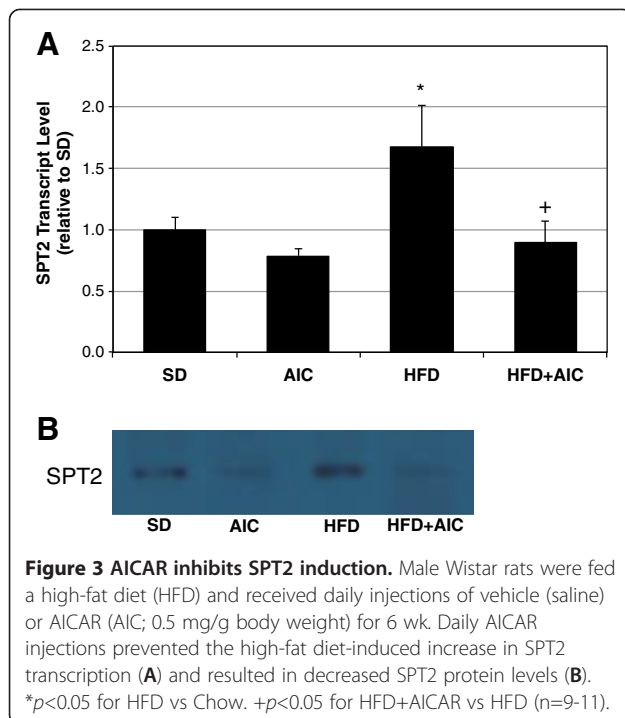 A
2.5
2.0
1.5
1.0
0.5
0.0
SPT2 Transcript Level
(relative to SD)
*
+
SD AIC HFD HFD+AIC
B
SPT2
SD AIC HFD HFD+AIC
Figure 3 AICAR inhibits SPT2 induction. Male Wistar rats were fed
a high-fat diet (HFD) and received daily injections of vehicle (saline)
or AICAR (AIC; 0.5 mg/g body weight) for 6 wk. Daily AICAR
injections prevented the high-fat diet-induced increase in SPT2
transcription (A) and resulted in decreased SPT2 protein levels (B).
*p<0.05 for HFD vs Chow. +p<0.05 for HFD+AICAR vs HFD (n=9-11).